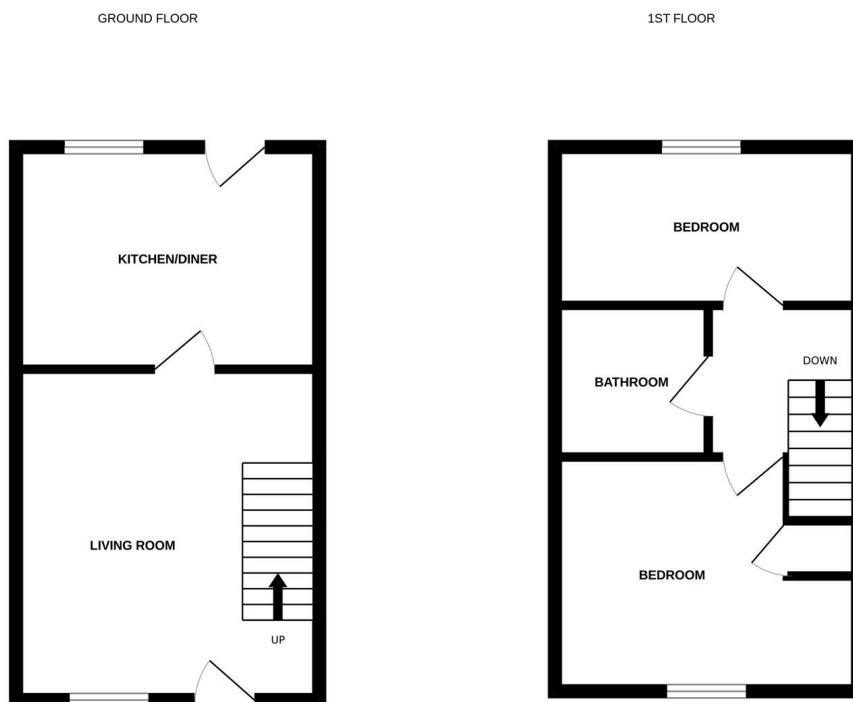 GROUND FLOOR
KITCHEN/DINER
LIVING ROOM
UP
1ST FLOOR
BEDROOM
DOWN
BATHROOM
BEDROOM